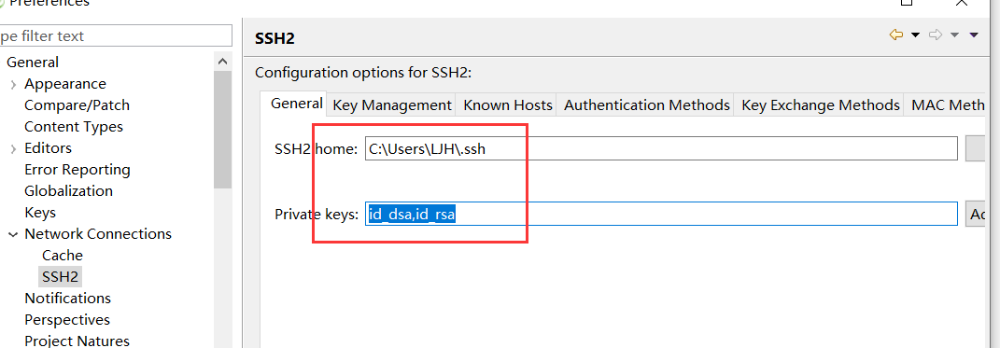 Preferences
pe filter text
General
Appearance
Compare/Patch
Content Types
Editors
Error Reporting
Globalization
Keys
Network Connections
Cache
SSH2
Notifications
Perspectives
Project Natures
SSH2
Configuration options for SSH2:
General Key Management Known Hosts Authentication Methods Key Exchange Methods MAC Meth
SSH2 home: C:\Users\LJH\.ssh
Private keys: id_dsa,id_rsa Ad